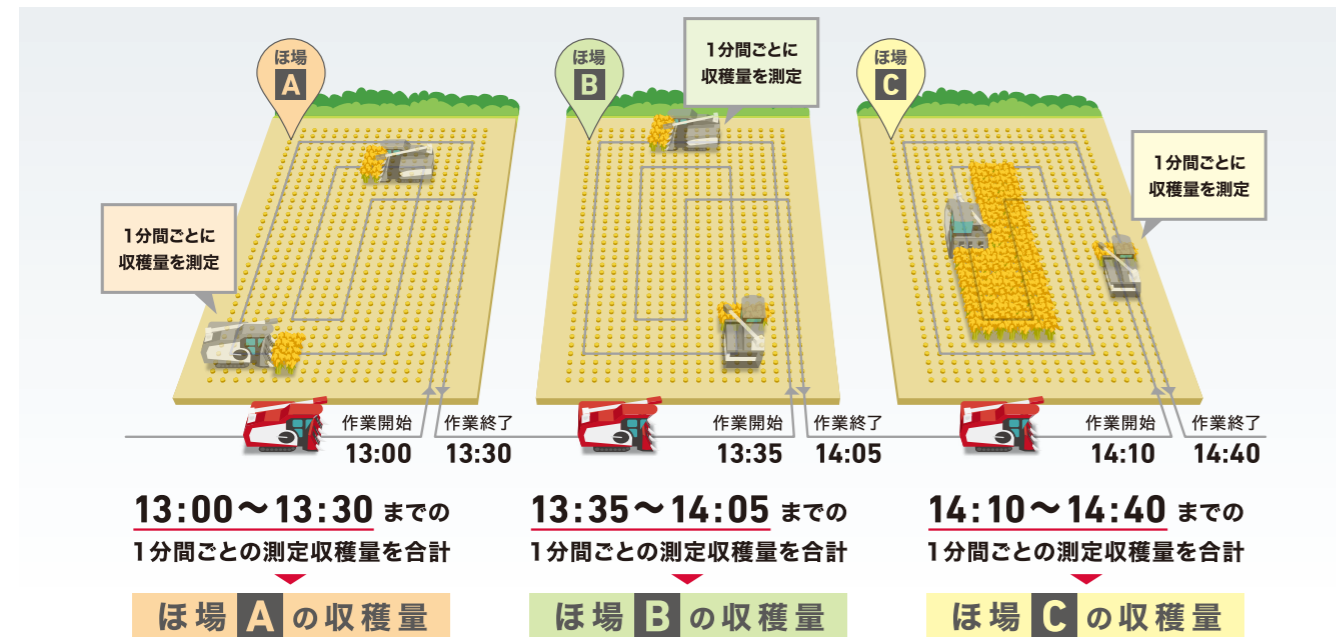 ほ場
A
ほ場
B
1分間ごとに
収穫量を測定
ほ場
C
1分間ごとに
収穫量を測定
1分間ごとに
収穫量を測定
作業開始
13:00
作業終了
13:30
作業開始
13:35
作業終了
14:05
作業開始
14:10
作業終了
14:40
13:00〜13:30 までの
1分間ごとの測定収穫量を合計
ほ場 A の収穫量
13:35〜14:05 までの
1分間ごとの測定収穫量を合計
ほ場 B の収穫量
14:10〜14:40 までの
1分間ごとの測定収穫量を合計
ほ場 C の収穫量